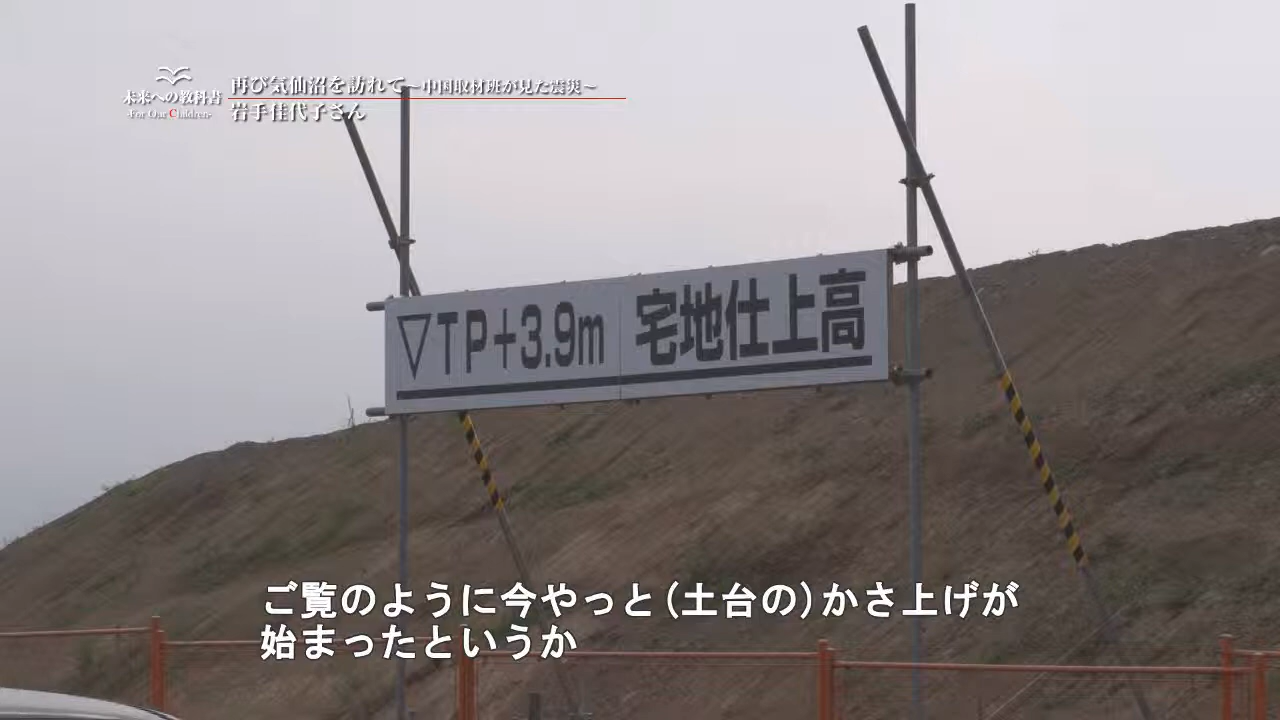 未来への教科書
-For Our Children-
再び気仙沼を訪れて～中国取材班が見た震災～
岩手佳代子さん
▽TP+3.9m 宅地仕上高
ご覧のように今やっと(土台の)かさ上げが
始まったというか